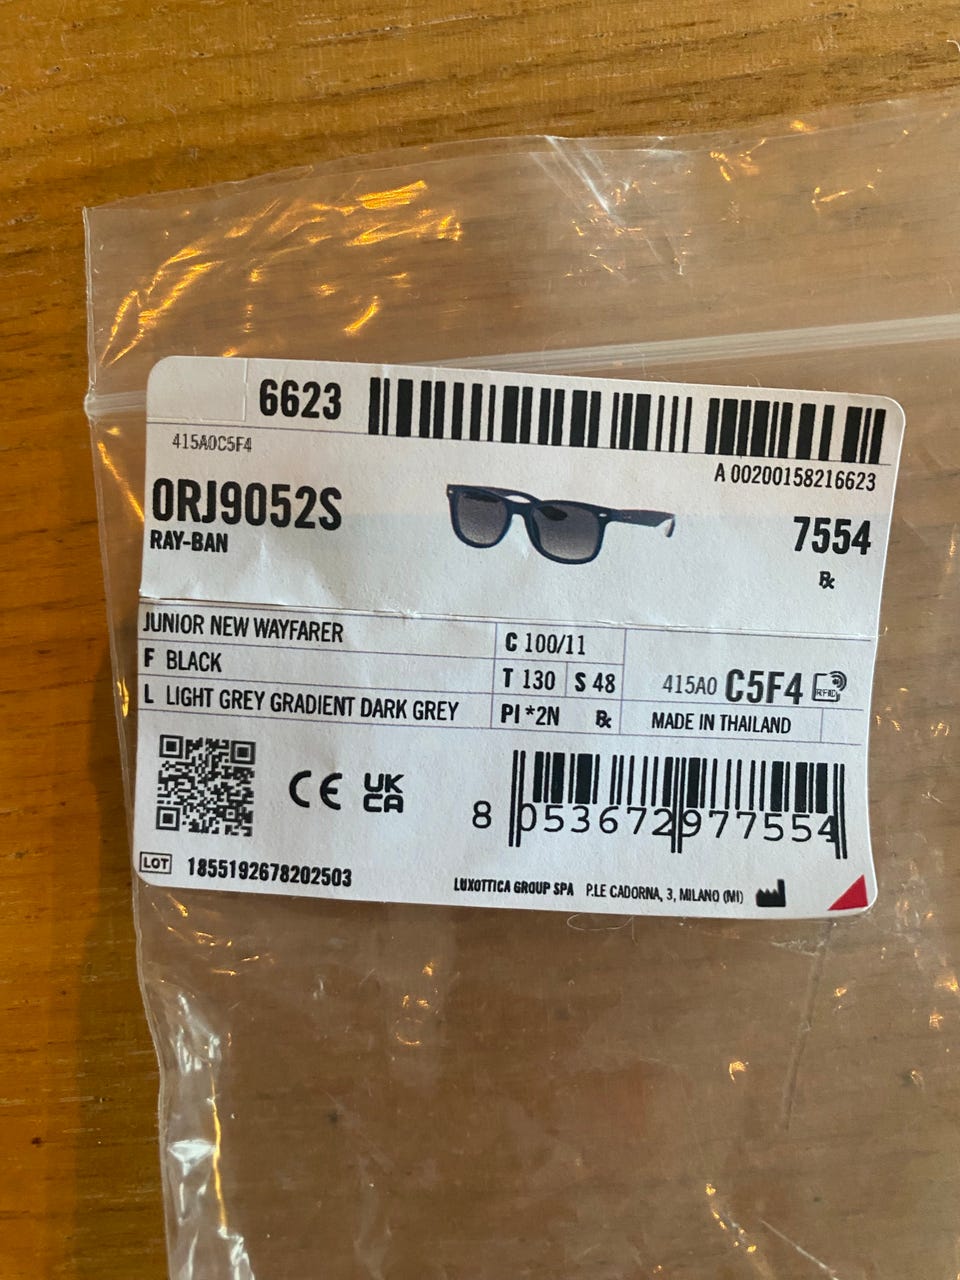 6623
A 00200158216623
415A0C5F4
0RJ9052S
RAY-BAN
7554
℞
JUNIOR NEW WAYFARER
F BLACK
L LIGHT GREY GRADIENT DARK GREY
C 100/11
T 130 S 48
PI *2N ℞
415A0 C5F4 RFID
MADE IN THAILAND
CE UK CA
8 053672 977554
LOT 1855192678202503
LUXOTTICA GROUP SPA P.LE CADORNA, 3, MILANO (MI)